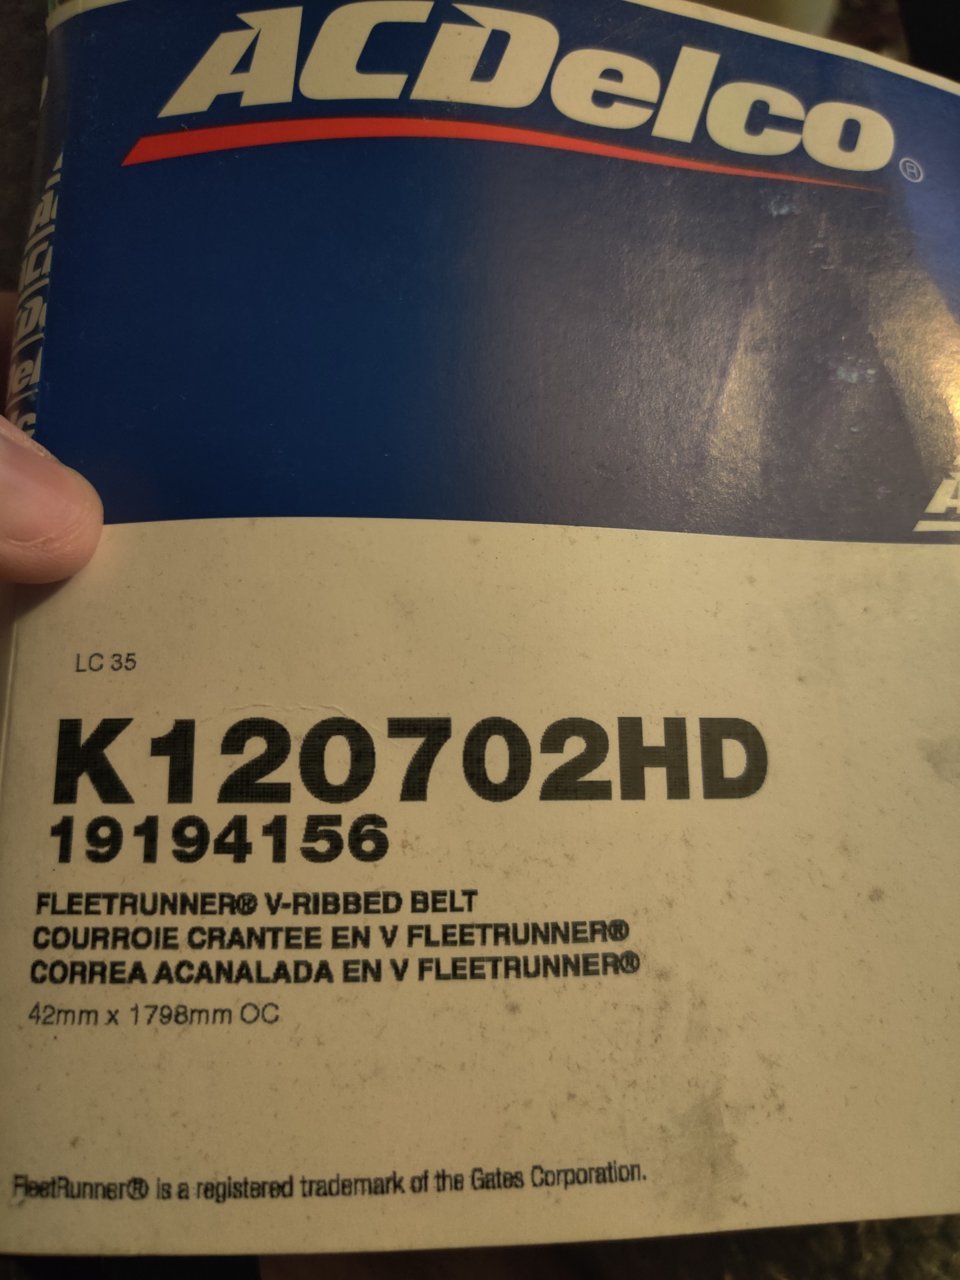 ACDelco®
LC 35
K120702HD
19194156
FLEETRUNNER® V-RIBBED BELT
COURROIE CRANTEE EN V FLEETRUNNER®
CORREA ACANALADA EN V FLEETRUNNER®
42mm x 1798mm OC
FleetRunner® is a registered trademark of the Gates Corporation.